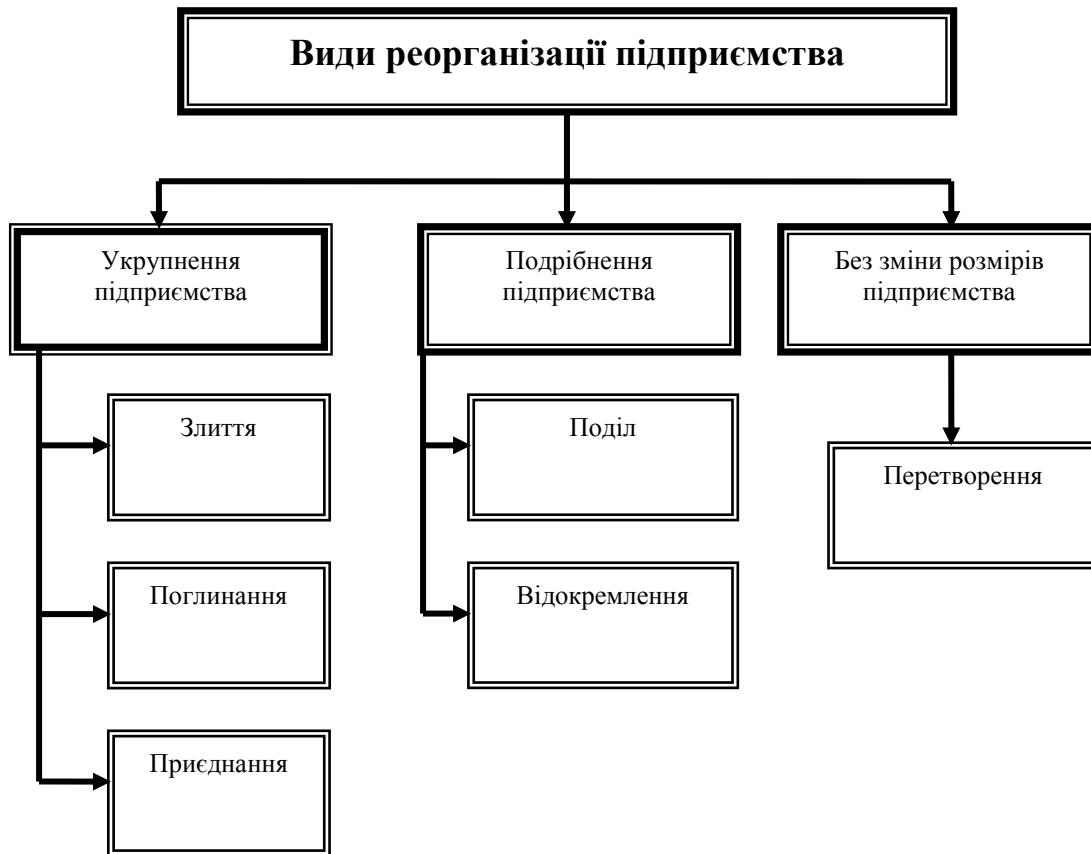 Види реорганізації підприємства
Укрупнення
підприємства
Подрібнення
підприємства
Без зміни розмірів
підприємства
Злиття
Поглинання
Приєднання
Поділ
Відокремлення
Перетворення